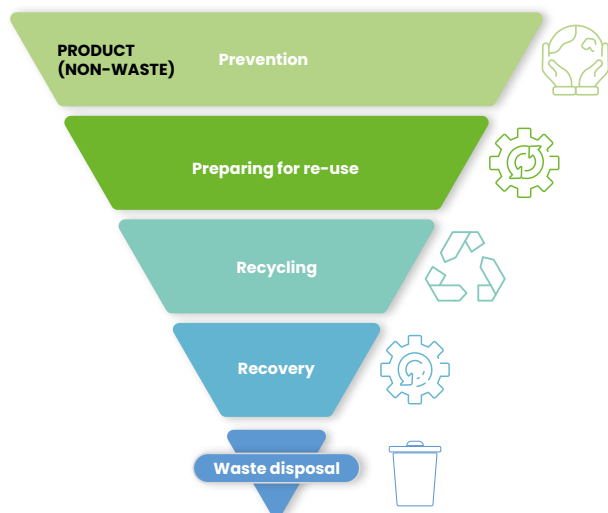 PRODUCT
(NON-WASTE)
Prevention
Preparing for re-use
Recycling
Recovery
Waste disposal